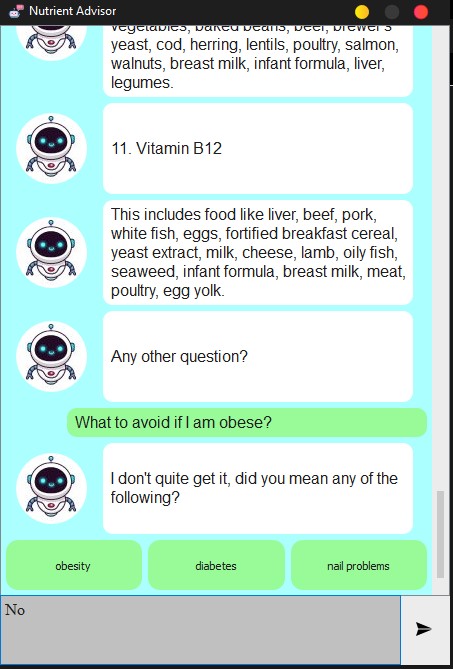 Nutrient Advisor
vegetables, baked beans, beer, brewer's
yeast, cod, herring, lentils, poultry, salmon,
walnuts, breast milk, infant formula, liver,
legumes.
11. Vitamin B12
This includes food like liver, beef, pork,
white fish, eggs, fortified breakfast cereal,
yeast extract, milk, cheese, lamb, oily fish,
seaweed, infant formula, breast milk, meat,
poultry, egg yolk.
Any other question?
What to avoid if I am obese?
I don't quite get it, did you mean any of the
following?
obesity
diabetes
nail problems
No